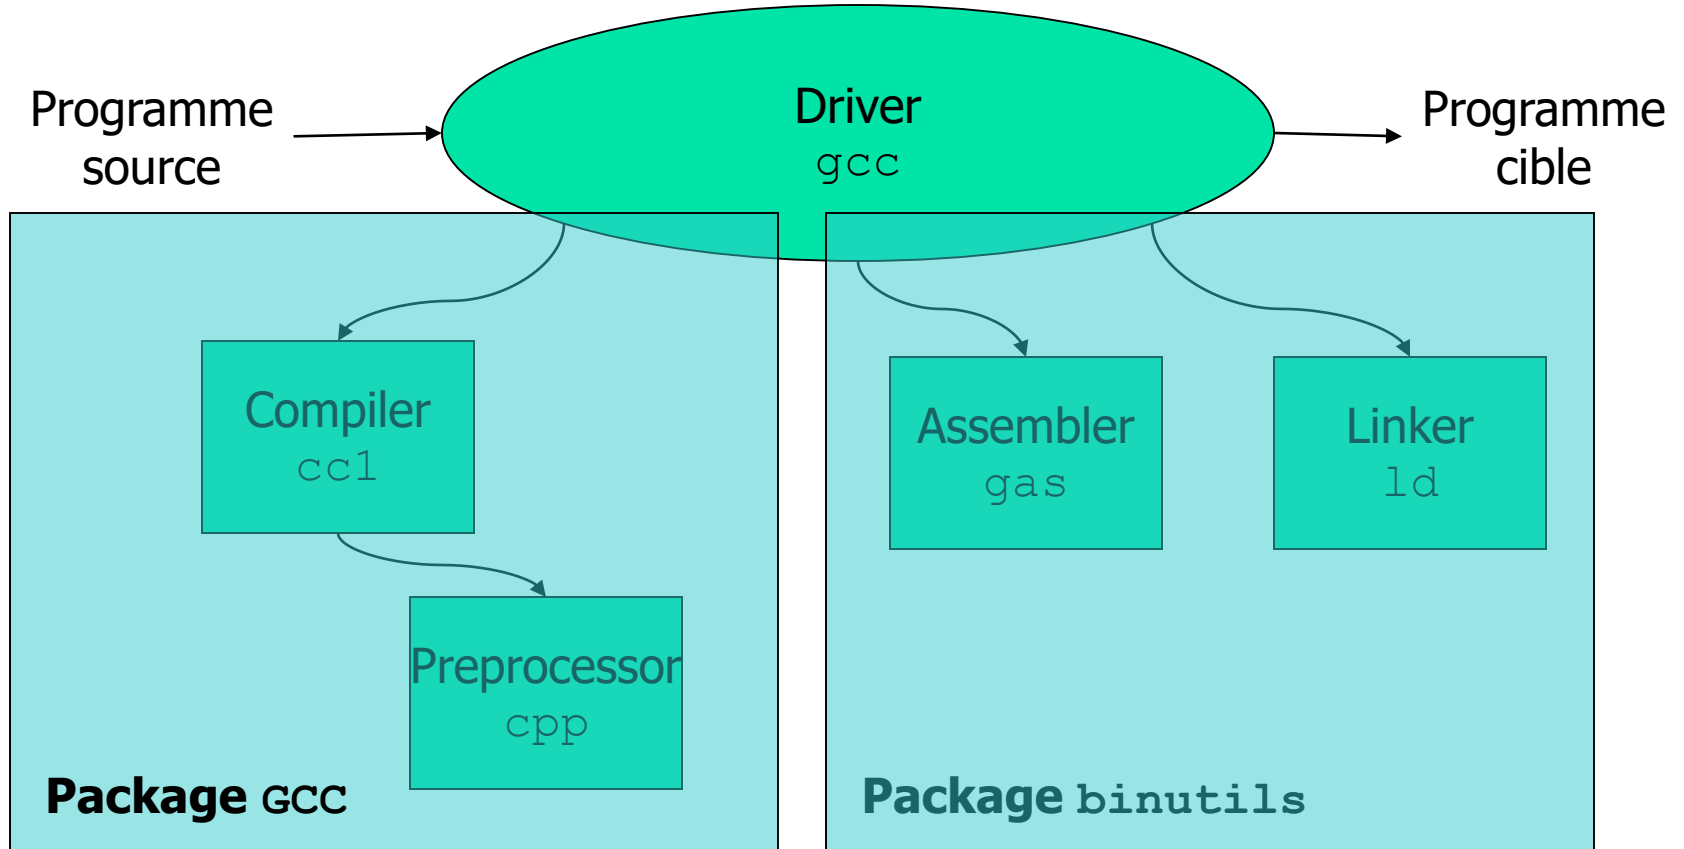 Programme
source
Driver
gcc
Programme
cible
Compiler
cc1
Assembler
gas
Linker
ld
Preprocessor
cpp
Package GCC
Package binutils